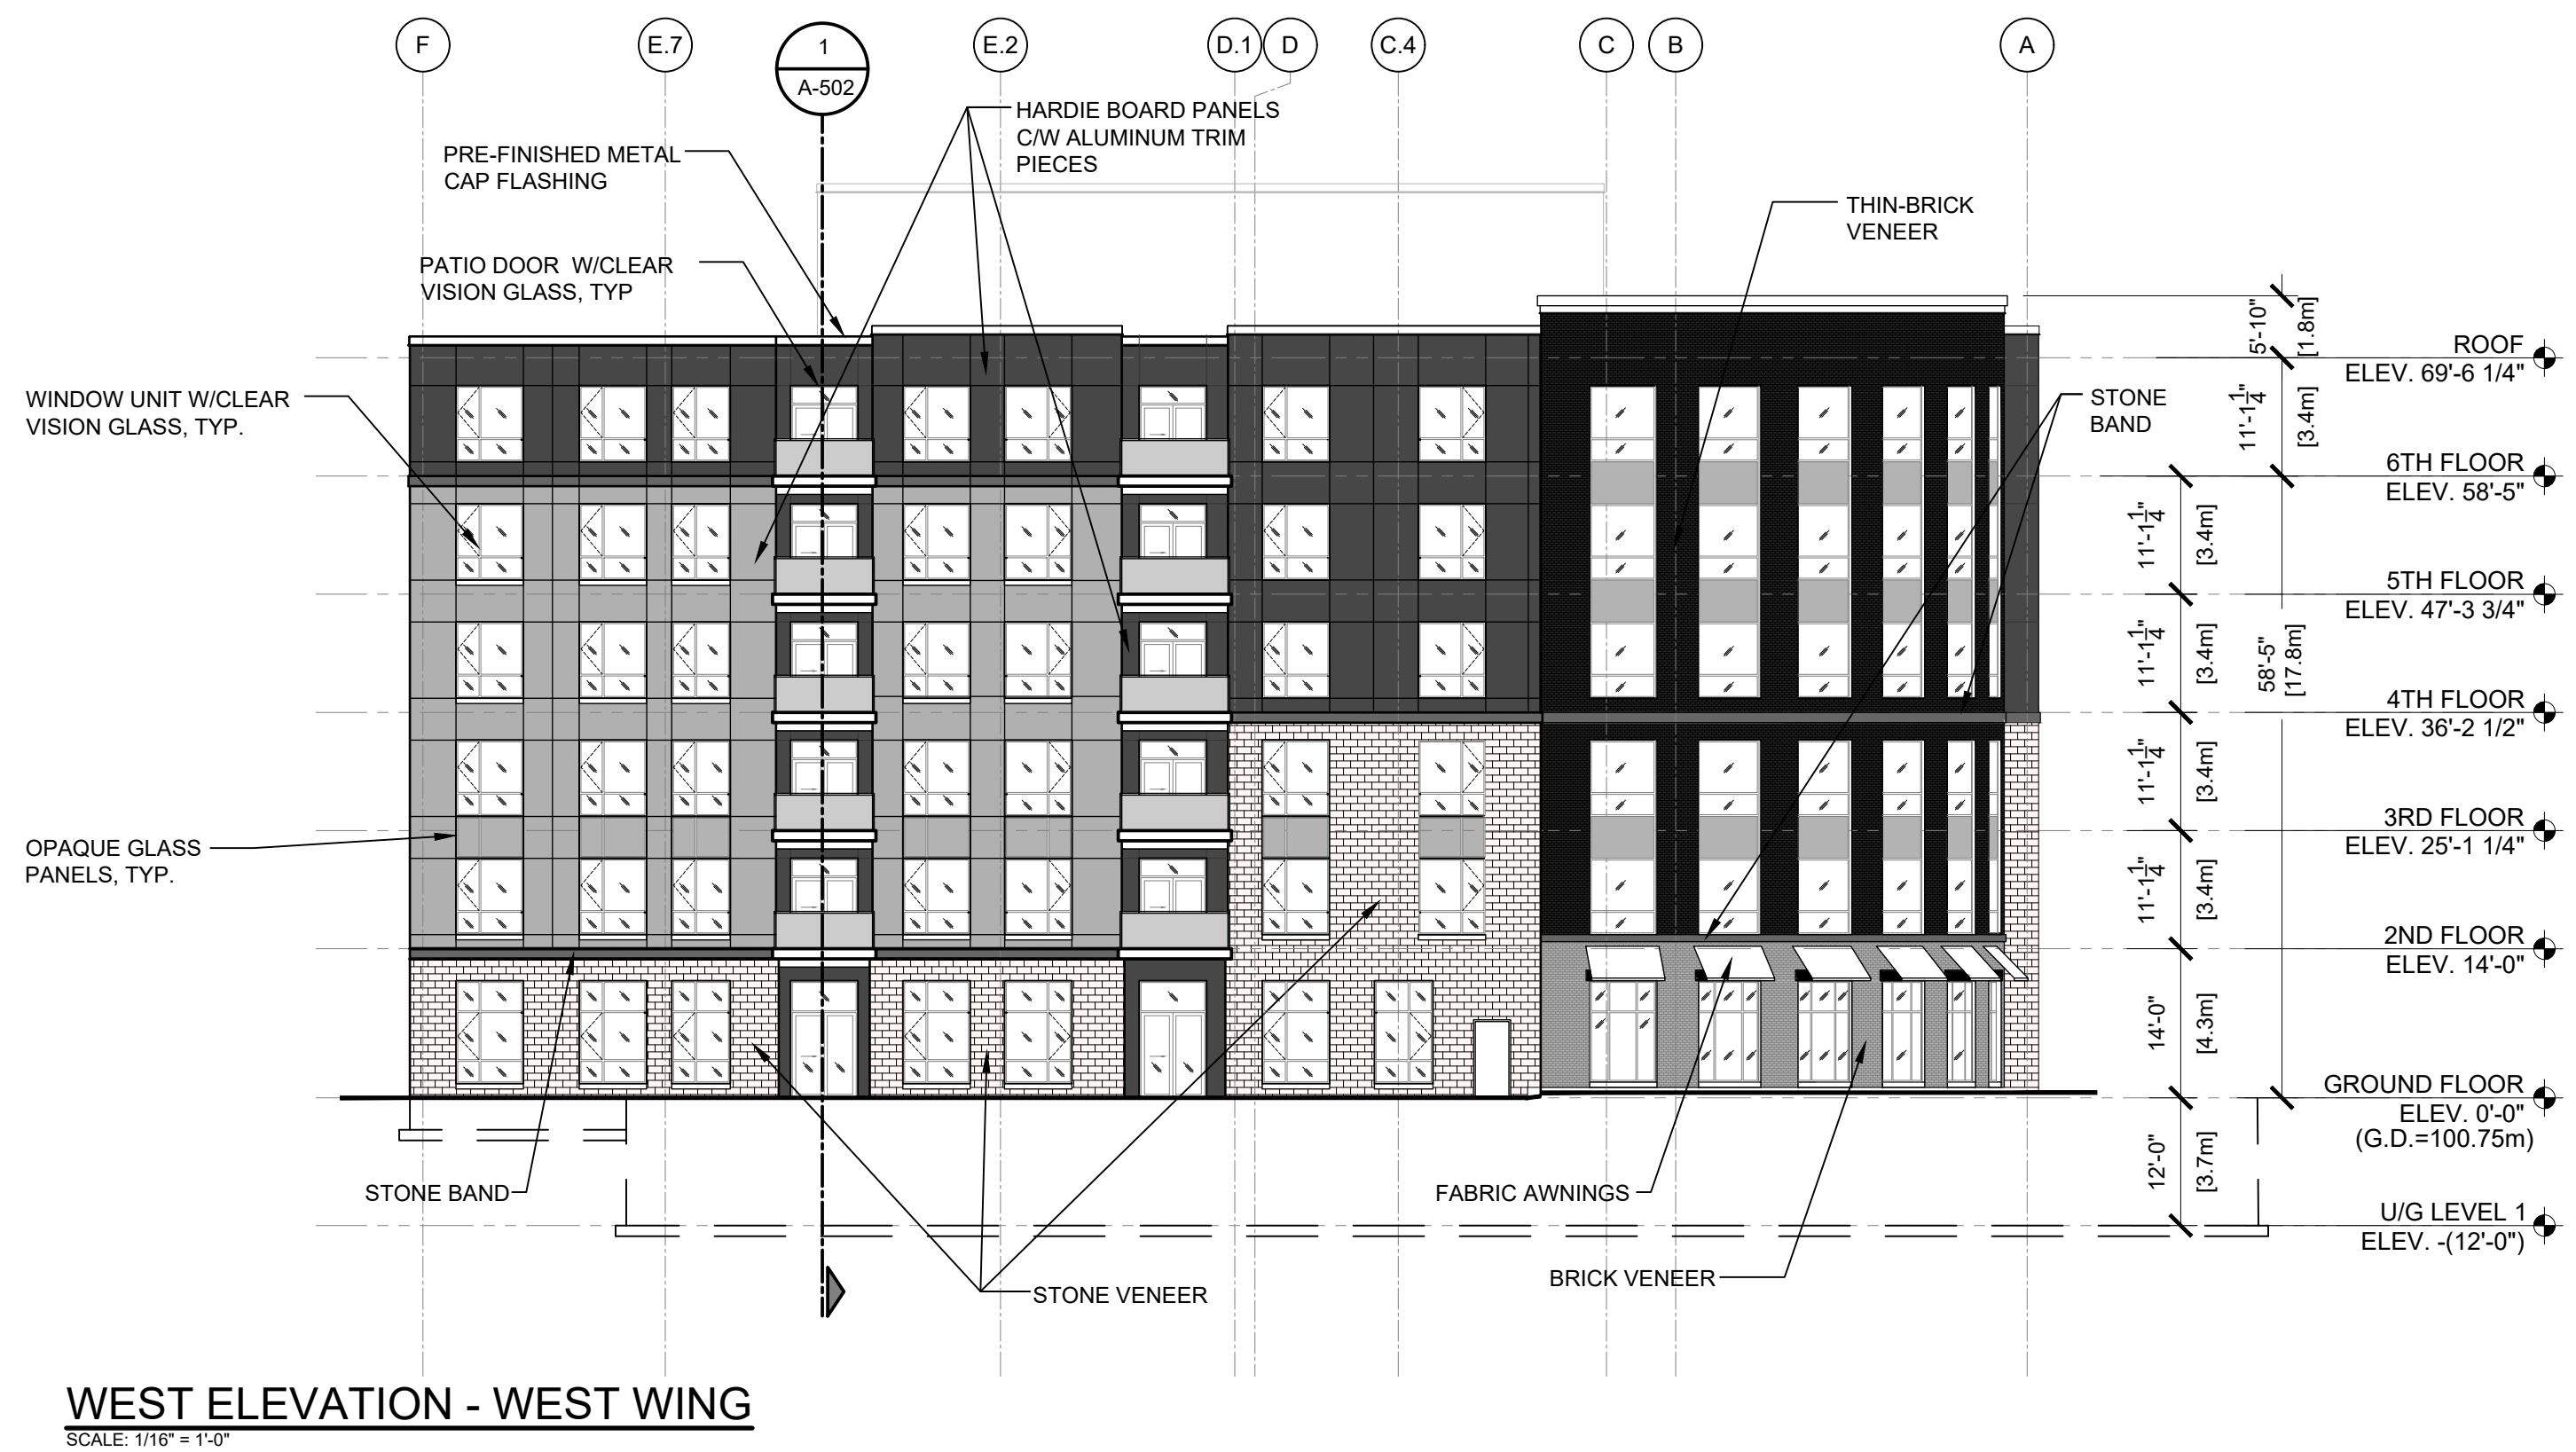 F
E.7
1
A-502
E.2
D.1
D
C.4
C
B
A
HARDIE BOARD PANELS
C/W ALUMINUM TRIM
PIECES
PRE-FINISHED METAL
CAP FLASHING
THIN-BRICK
VENEER
PATIO DOOR W/CLEAR
VISION GLASS, TYP
WINDOW UNIT W/CLEAR
VISION GLASS, TYP.
STONE
BAND
OPAQUE GLASS
PANELS, TYP.
STONE BAND
FABRIC AWNINGS
STONE VENEER
BRICK VENEER
5'-10"
[1.8m]
ROOF
ELEV. 69'-6 1/4"
11'-1 1/4"
[3.4m]
6TH FLOOR
ELEV. 58'-5"
11'-1 1/4"
[3.4m]
5TH FLOOR
ELEV. 47'-3 3/4"
11'-1 1/4"
[3.4m]
58'-5"
[17.8m]
4TH FLOOR
ELEV. 36'-2 1/2"
11'-1 1/4"
[3.4m]
3RD FLOOR
ELEV. 25'-1 1/4"
11'-1 1/4"
[3.4m]
2ND FLOOR
ELEV. 14'-0"
14'-0"
[4.3m]
GROUND FLOOR
ELEV. 0'-0"
(G.D.=100.75m)
12'-0"
[3.7m]
U/G LEVEL 1
ELEV. -(12'-0")
WEST ELEVATION - WEST WING
SCALE: 1/16" = 1'-0"